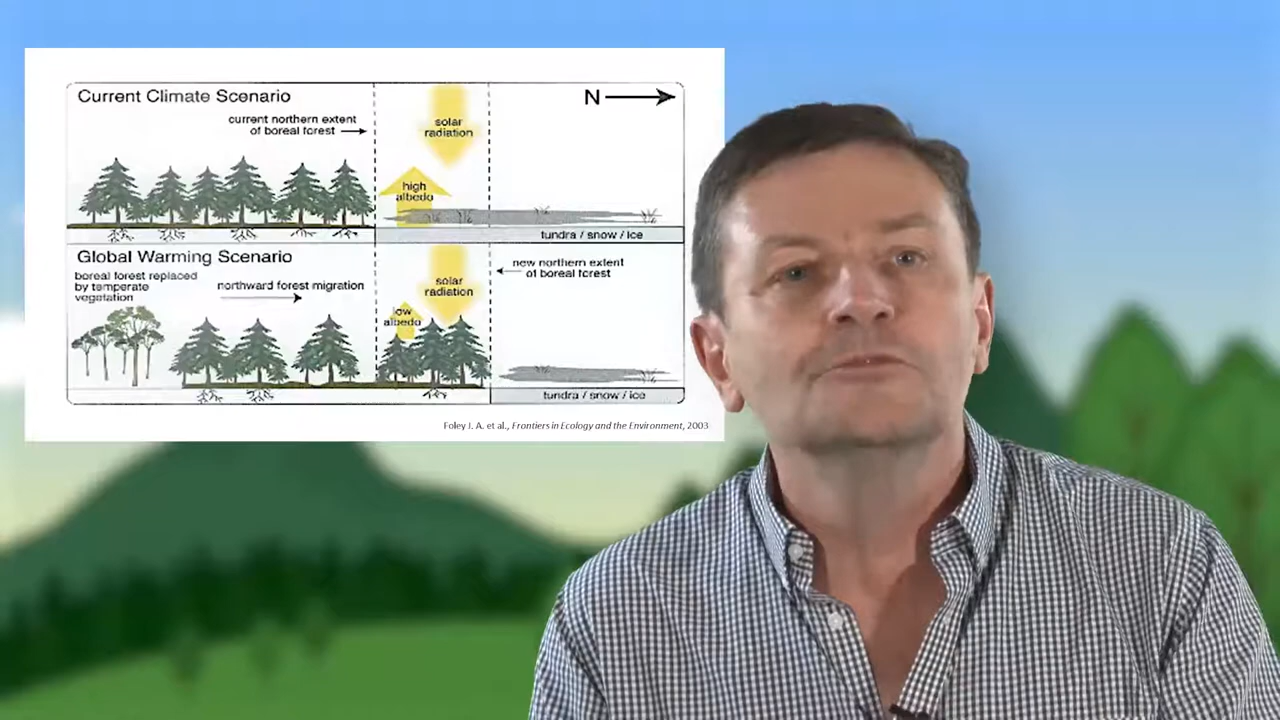 Current Climate Scenario
N
current northern extent
of boreal forest
solar
radiation
high
albedo
tundra / snow / ice
Global Warming Scenario
boreal forest replaced
by temperate
vegetation
northward forest migration
solar
radiation
low
albedo
new northern extent
of boreal forest
tundra / snow / ice
Foley J. A. et al., Frontiers in Ecology and the Environment, 2003